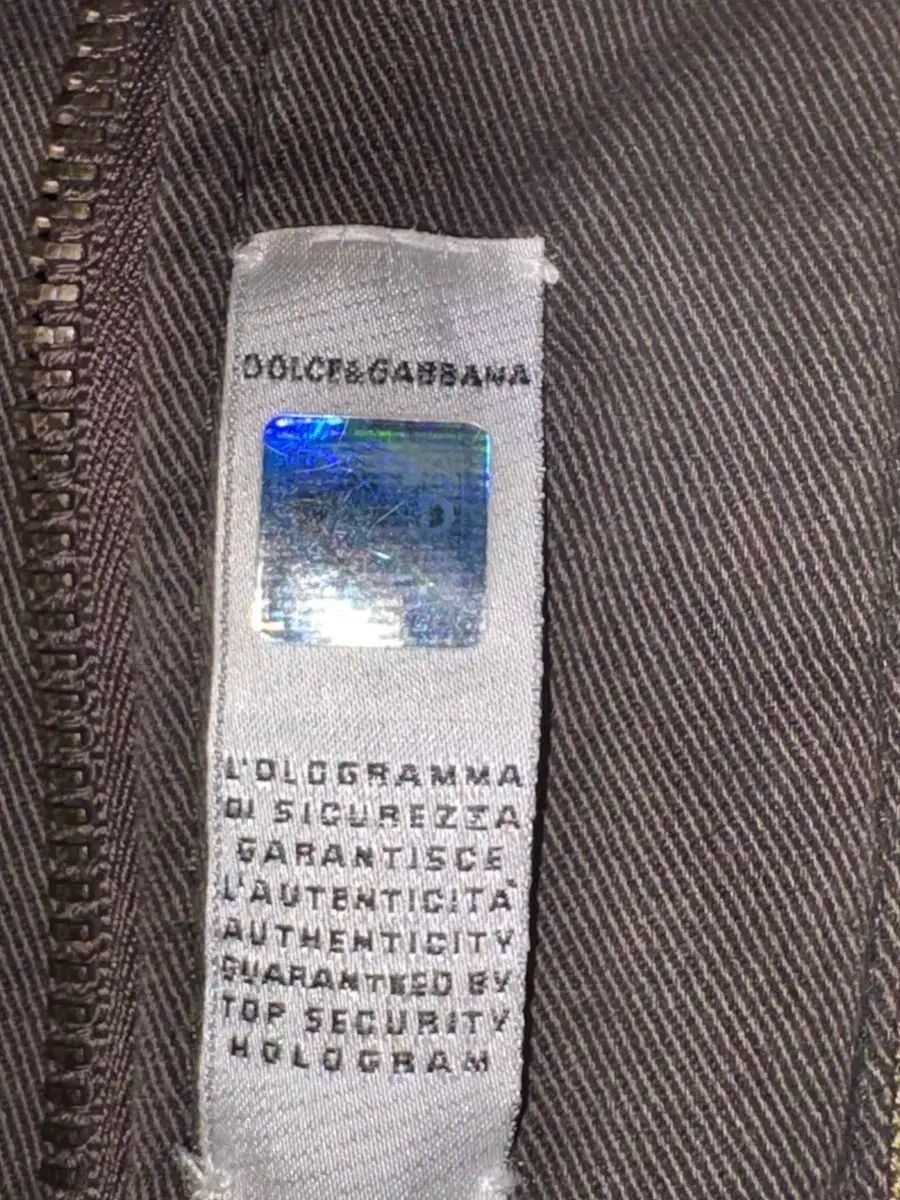 DOLCE&GABBANA
L'OLOGRAMMA
DI SICUREZZA
GARANTISCE
L'AUTENTICITÀ
AUTHENTICITY
GUARANTEED BY
TOP SECURITY
HOLOGRAM